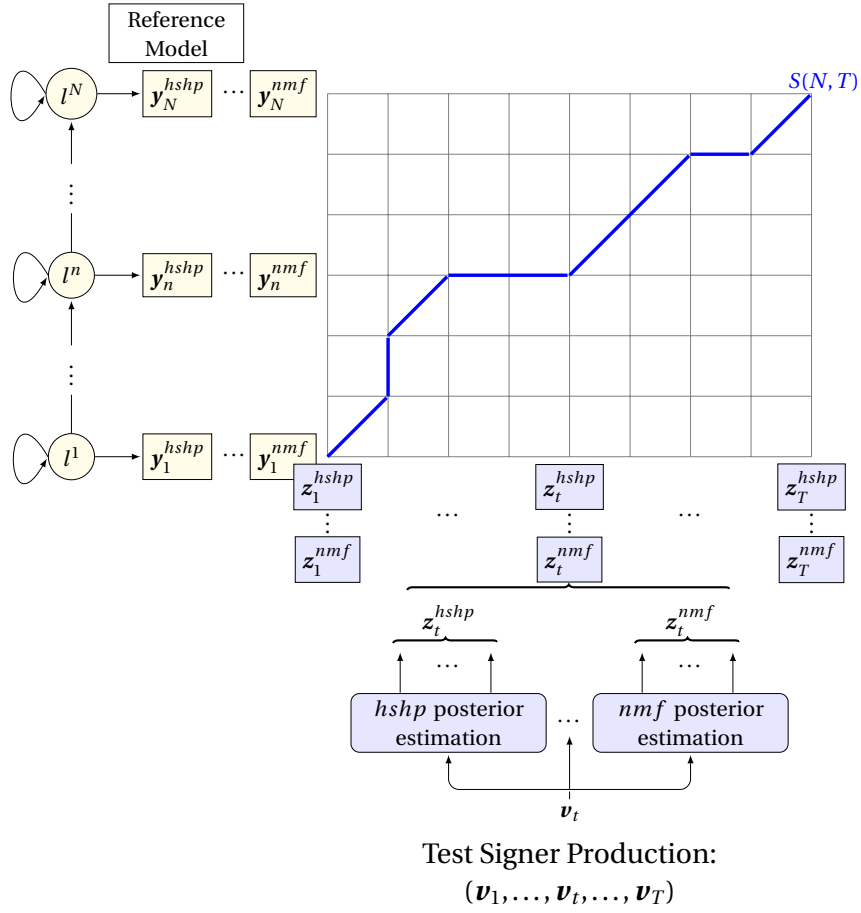 Reference
Model
S(N,T)
l^N y_N^{hshp} ... y_N^{nmf}
⋮
l^n y_n^{hshp} ... y_n^{nmf}
⋮
l^1 y_1^{hshp} ... y_1^{nmf}
z_1^{hshp} z_t^{hshp} z_T^{hshp}
⋮ ... ⋮ ... ⋮
z_1^{nmf} z_t^{nmf} z_T^{nmf}
z_t^{hshp} z_t^{nmf}
... ...
hshp posterior ... nmf posterior
estimation estimation
v_t
Test Signer Production:
(v_1,...,v_t,...,v_T)